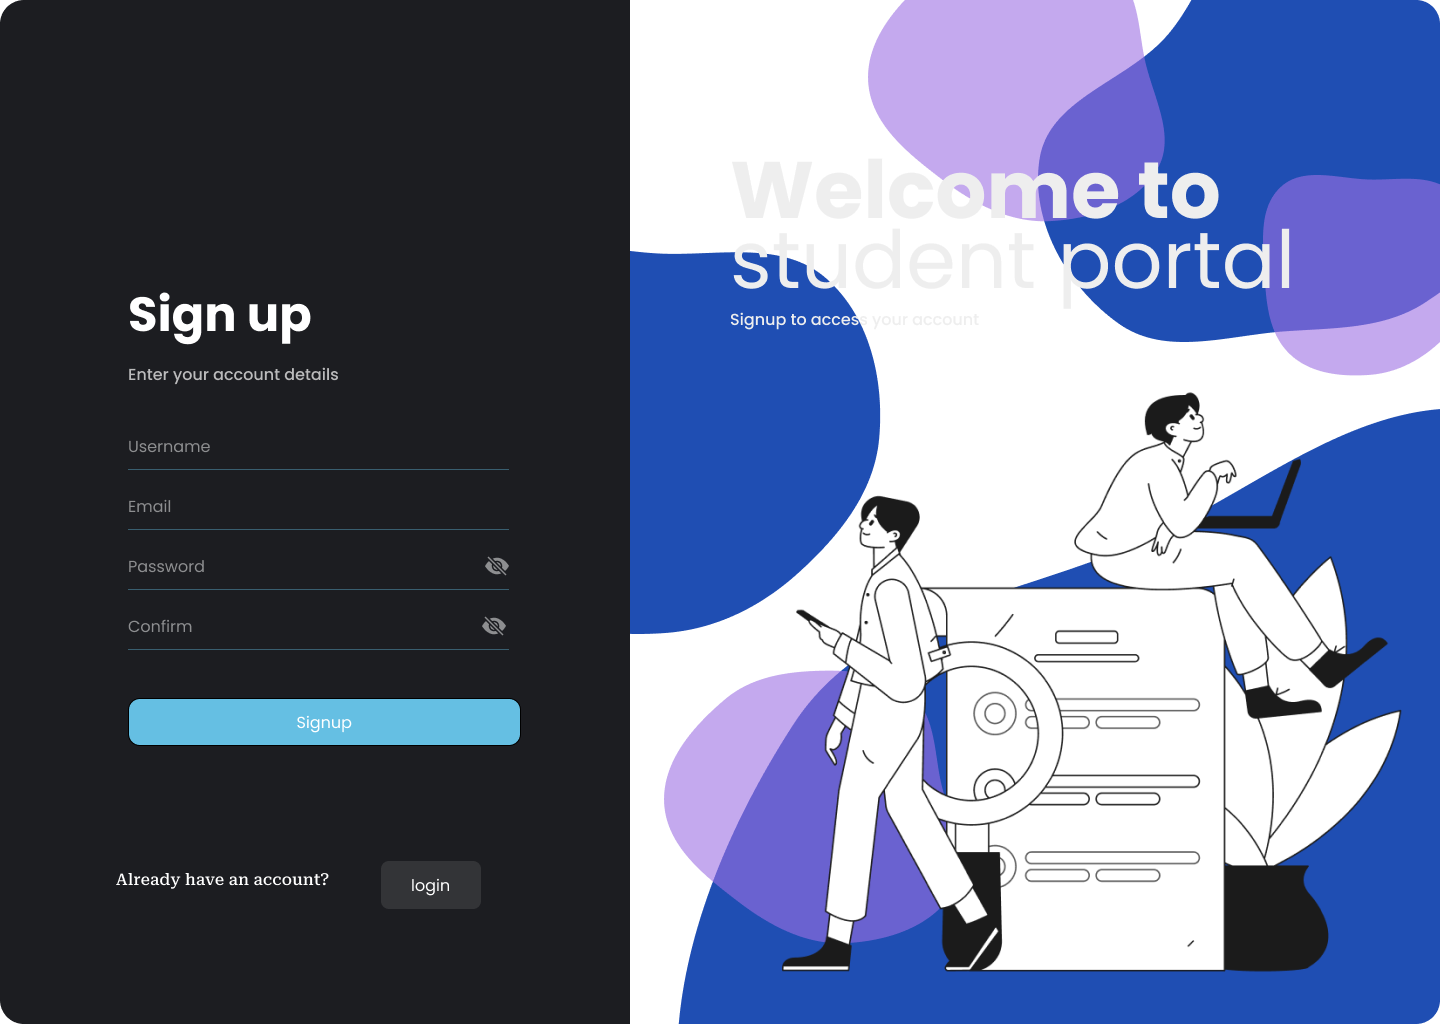 Sign up
Enter your account details
Username
Email
Password
Confirm
Signup
Already have an account?
login
Welcome to
student portal
Signup to access your account